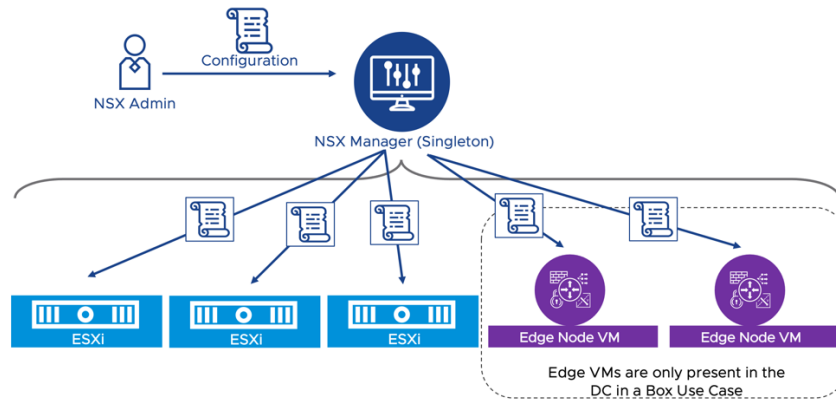 Configuration
NSX Admin
NSX Manager (Singleton)
ESXi
ESXi
ESXi
Edge Node VM
Edge Node VM
Edge VMs are only present in the
DC in a Box Use Case